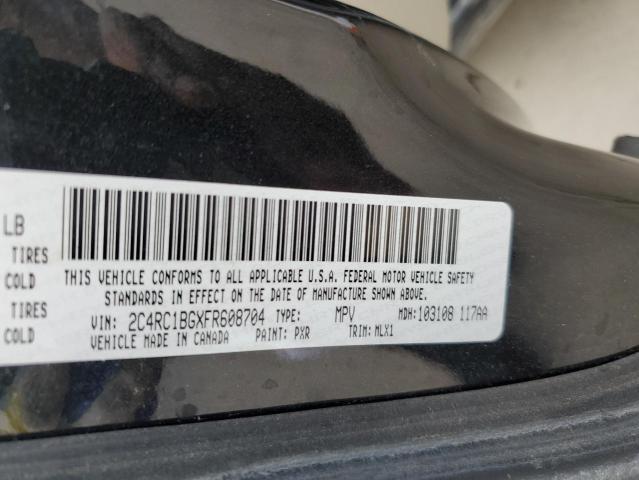 LB
TIRES
COLD
TIRES
COLD
THIS VEHICLE CONFORMS TO ALL APPLICABLE U.S.A. FEDERAL MOTOR VEHICLE SAFETY
STANDARDS IN EFFECT ON THE DATE OF MANUFACTURE SHOWN ABOVE.
VIN: 2C4RC1BGXFR608704 TYPE: MPV MDH: 103108 117AA
VEHICLE MADE IN CANADA PAINT: PXR TRIM: MLX1